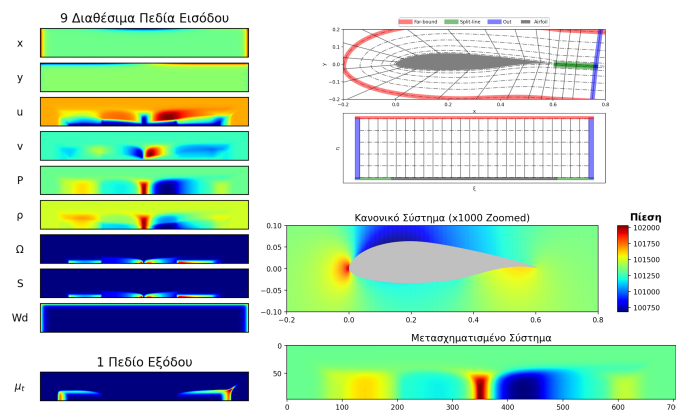 9 Διαθέσιμα Πεδία Εισόδου
x
y
u
v
P
ρ
Ω
S
Wd
1 Πεδίο Εξόδου
μt
Far-bound Split-line Out Airfoil
0.2
0.1
0.0
−0.1
−0.2
y
−0.2 0.0 0.2 0.4 0.6 0.8
x
η
ξ
Κανονικό Σύστημα (x1000 Zoomed)
0.10
0.05
0.00
−0.05
−0.10
−0.2 0.0 0.2 0.4 0.6 0.8
Πίεση
102000
101750
101500
101250
101000
100750
Μετασχηματισμένο Σύστημα
0
50
0 100 200 300 400 500 600 700